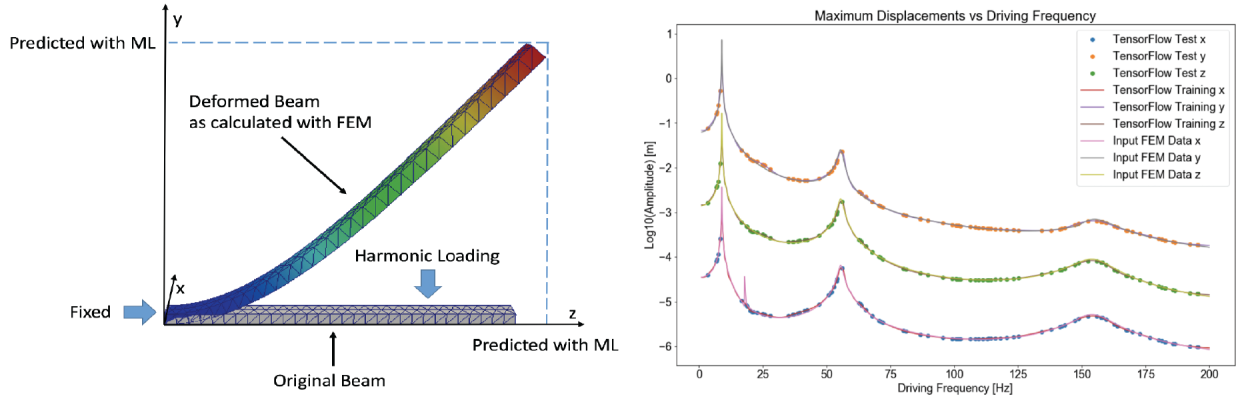 y
Predicted with ML
Deformed Beam
as calculated with FEM
Harmonic Loading
x
Fixed
z
Predicted with ML
Original Beam
Maximum Displacements vs Driving Frequency
Log10(Amplitude) [m]
1
0
-1
-2
-3
-4
-5
-6
TensorFlow Test x
TensorFlow Test y
TensorFlow Test z
TensorFlow Training x
TensorFlow Training y
TensorFlow Training z
Input FEM Data x
Input FEM Data y
Input FEM Data z
0 25 50 75 100 125 150 175 200
Driving Frequency [Hz]